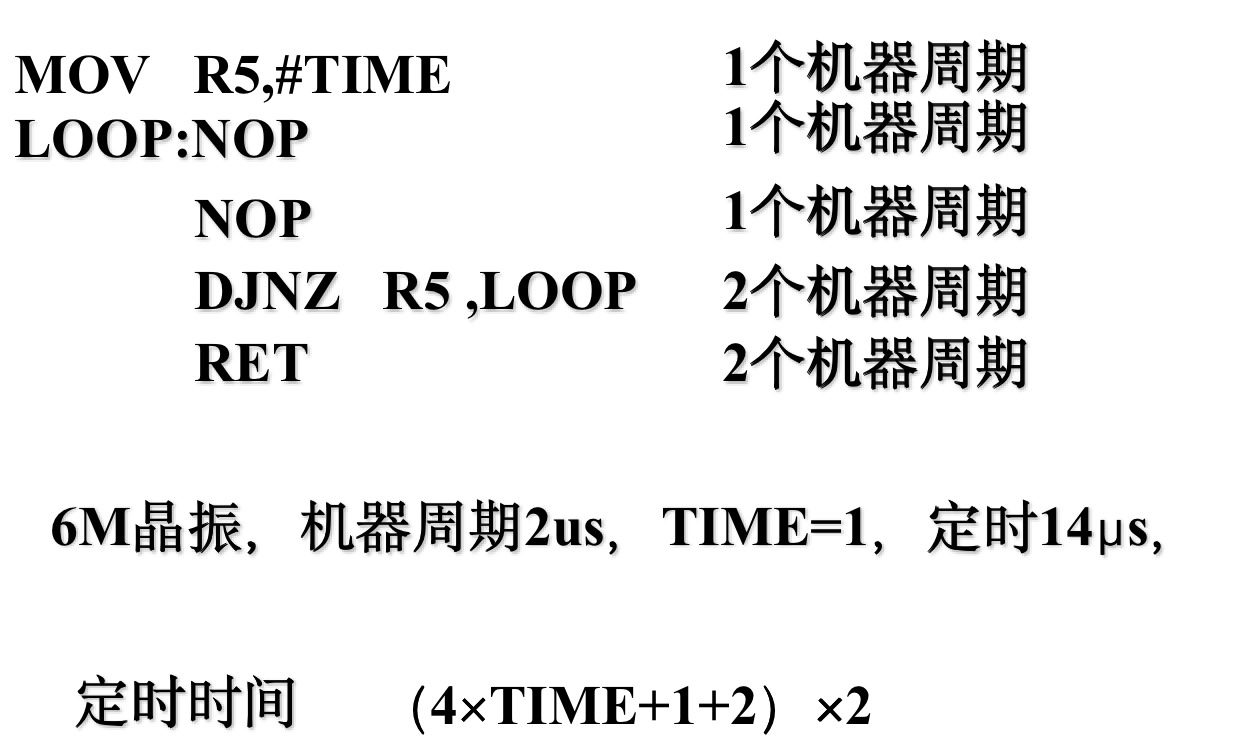 MOV R5,#TIME 1个机器周期
LOOP:NOP 1个机器周期
NOP 1个机器周期
DJNZ R5 ,LOOP 2个机器周期
RET 2个机器周期
6M晶振，机器周期2us，TIME=1，定时14μs，
定时时间 （4×TIME+1+2）×2